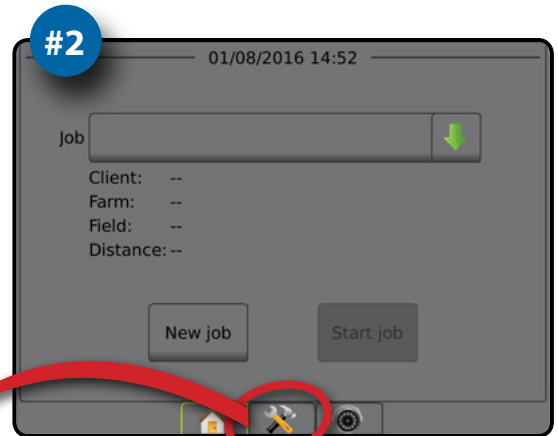 #2
01/08/2016 14:52
Job
Client: --
Farm: --
Field: --
Distance: --
New job
Start job